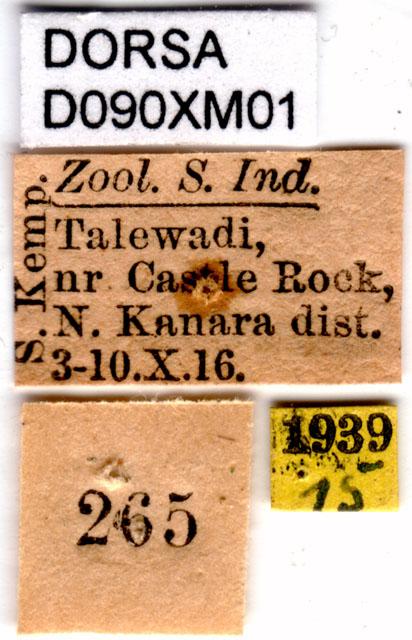 DORSA
D090XM01
Zool. S. Ind.
S. Kemp.
Talewadi,
nr Castle Rock,
N. Kanara dist.
3-10.X.16.
265
1939
15